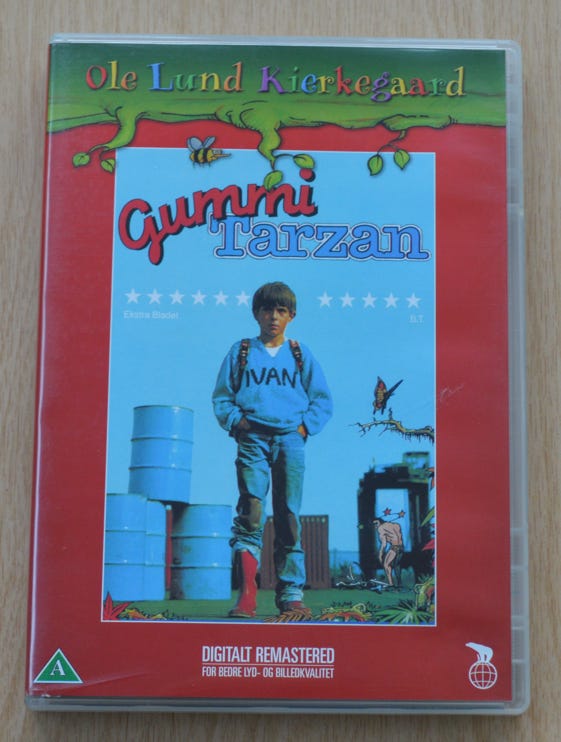 Ole Lund Kierkegaard
Gummi
Tarzan
Ekstra Bladet
B.T.
IVAN
DIGITALT REMASTERED
FOR BEDRE LYD- OG BILLEDKVALITET
A